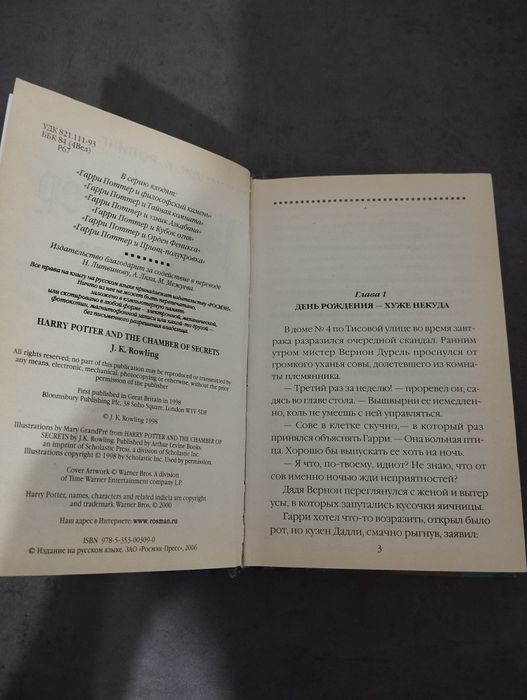 УДК 821.111-93
ББК 84 (4Вел)
Р67
В серию входят:
«Гарри Поттер и философский камень»
«Гарри Поттер и Тайная комната»
«Гарри Поттер и узник Азкабана»
«Гарри Поттер и Кубок огня»
«Гарри Поттер и Орден Феникса»
«Гарри Поттер и Принц-полукровка»
Издательство благодарит за содействие в переводе
Н. Литвинову, А. Ляха, М. Межуева.
Все права на книгу на русском языке принадлежат издательству «РОСМЭН».
Ничто из нее не может быть перепечатано,
заложено в компьютерную память
или скопировано в любой форме – электронной, механической,
фотокопии, магнитофонной записи или какой-то другой –
без письменного разрешения владельца.
HARRY POTTER AND THE CHAMBER OF SECRETS
J. K. Rowling
All rights reserved; no part of this publication may be reproduced or transmitted by
any means, electronic, mechanical, photocopying or otherwise, without the prior
permission of the publisher
First published in Great Britain in 1998
Bloomsbury Publishing Plc, 38 Soho Square, London W1V 5DF
© J. K. Rowling
Illustrations by Mary GrandPré from HARRY POTTER AND THE CHAMBER OF
SECRETS by J.K. Rowling. Published by Arthur Levine Books,
an imprint of Scholastic Press, a division of Scholastic Inc.
Illustrations copyright © 1998 by Scholastic Inc. Used by permission.
Cover Artwork © Warner Bros. A division
of Time Warner Entertainment company L.P.
Harry Potter, names, characters and related indicia are copyright
and trademark Warner Bros. © 2000
Наш адрес в Интернете: www.rosman.ru
ISBN 978-5-353-00309-0
© Издание на русском языке. ЗАО «Росмэн-Пресс», 2006
Глава 1
ДЕНЬ РОЖДЕНИЯ — ХУЖЕ НЕКУДА
В доме № 4 по Тисовой улице во время завт-
рака разразился очередной скандал. Ранним
утром мистер Вернон Дурсль проснулся от
громкого уханья совы, долетевшего из комна-
ты племянника.
— Третий раз за неделю! — проревел он, са-
дясь во главе стола. — Вышвырни ее немедлен-
но, коль не умеешь с ней управляться.
— Сове в клетке скучно,— в который раз
принялся объяснять Гарри. — Она вольная пти-
ца. Хорошо бы выпускать ее хоть на ночь.
— Я что, по-твоему, идиот? Не знаю, что от
сов именно ночью жди неприятностей?
Дядя Вернон переглянулся с женой и вытер
усы, в которых запутались кусочки яичницы.
Гарри хотел что-то возразить, открыл было
рот, но кузен Дадли, смачно рыгнув, заявил:
3